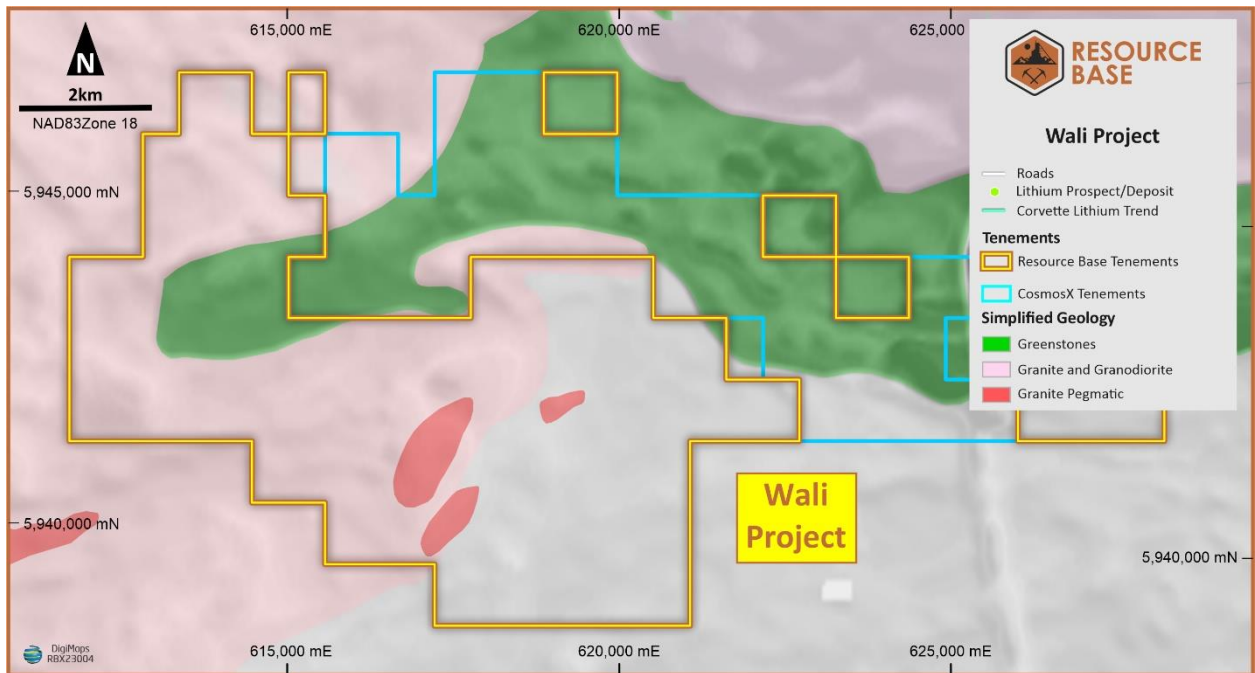 615,000 mE
620,000 mE
625,000
N
2km
NAD83Zone 18
RESOURCE
BASE
Wali Project
Roads
Lithium Prospect/Deposit
Corvette Lithium Trend
Tenements
Resource Base Tenements
CosmosX Tenements
Simplified Geology
Greenstones
Granite and Granodiorite
Granite Pegmatic
5,945,000 mN
5,940,000 mN
Wali
Project
5,940,000 mN
DigiMaps
RBX23004
615,000 mE
620,000 mE
625,000 mE